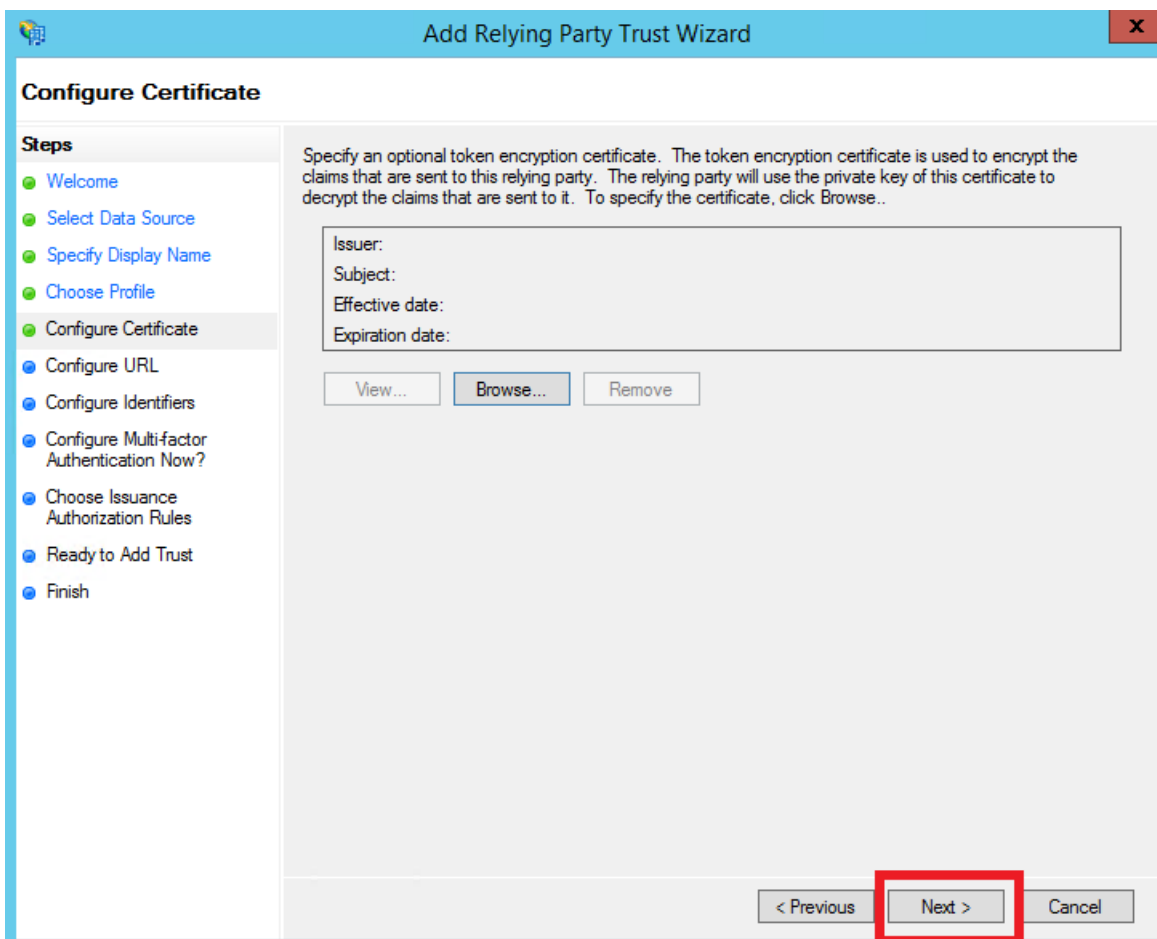 Add Relying Party Trust Wizard
x
Configure Certificate
Steps
Welcome
Select Data Source
Specify Display Name
Choose Profile
Configure Certificate
Configure URL
Configure Identifiers
Configure Multi-factor
Authentication Now?
Choose Issuance
Authorization Rules
Ready to Add Trust
Finish
Specify an optional token encryption certificate.  The token encryption certificate is used to encrypt the
claims that are sent to this relying party.  The relying party will use the private key of this certificate to
decrypt the claims that are sent to it.  To specify the certificate, click Browse..
Issuer:
Subject:
Effective date:
Expiration date:
View... Browse... Remove
< Previous Next > Cancel